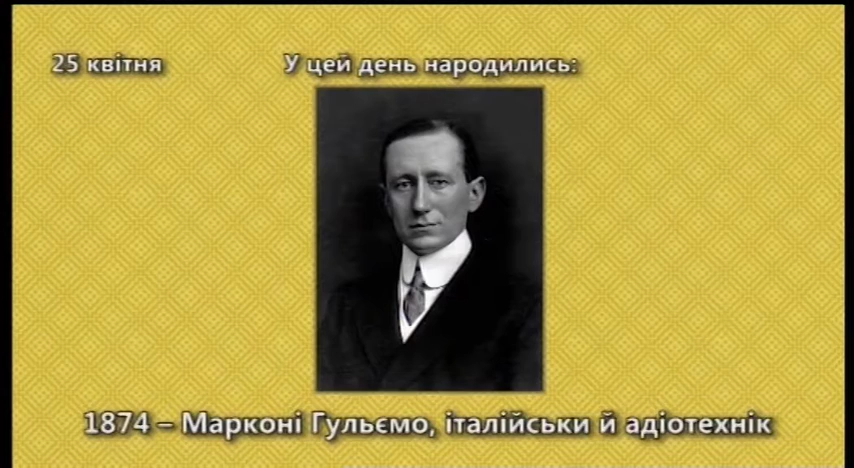 25 квітня
У цей день народились:
1874 – Марконі Гульємо, італійськи й адіотехнік